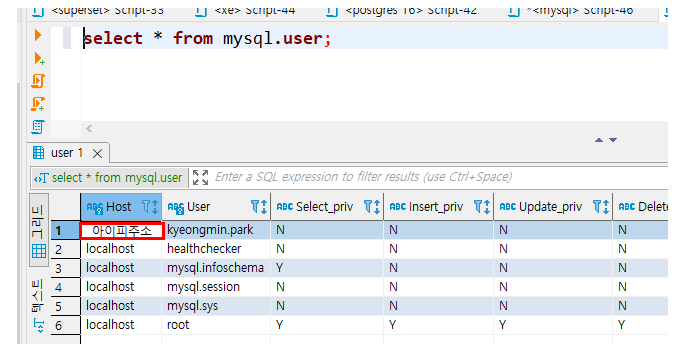 <superset> Script-33
<xe> Script-44
<postgres 16> Script-42
*<mysql> Script-46
select * from mysql.user;
user 1
select * from mysql.user
Enter a SQL expression to filter results (use Ctrl+Space)
그리드
텍스트
Host User Select_priv Insert_priv Update_priv Delete
1 아이피주소 kyeongmin.park N N N N
2 localhost healthchecker N N N N
3 localhost mysql.infoschema Y N N N
4 localhost mysql.session N N N N
5 localhost mysql.sys N N N N
6 localhost root Y Y Y Y